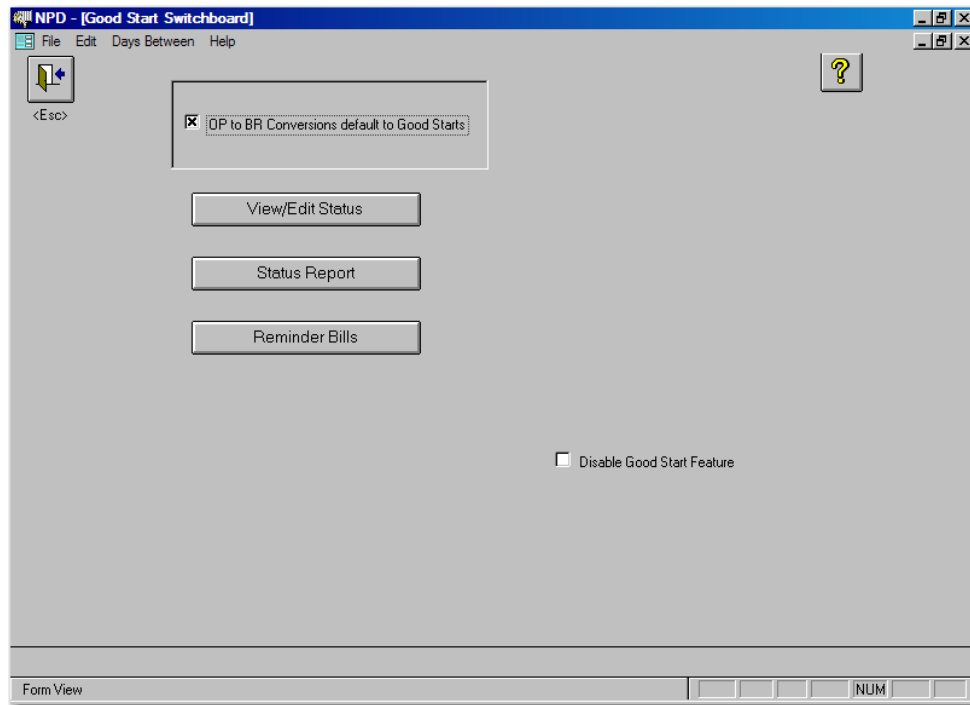 NPD - [Good Start Switchboard]
File Edit Days Between Help
<Esc>
OP to BR Conversions default to Good Starts
View/Edit Status
Status Report
Reminder Bills
Disable Good Start Feature
Form View
NUM